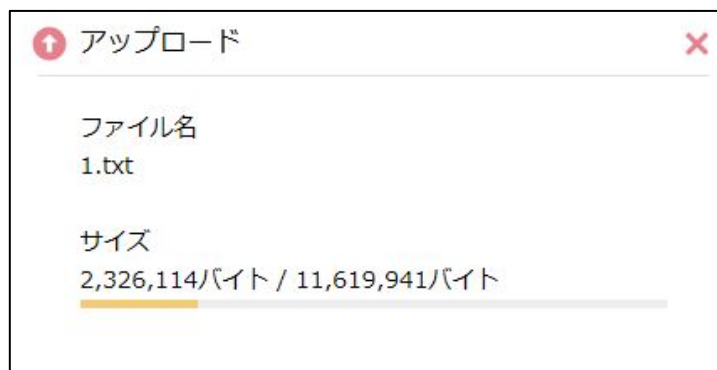 アップロード
ファイル名
1.txt
サイズ
2,326,114バイト / 11,619,941バイト